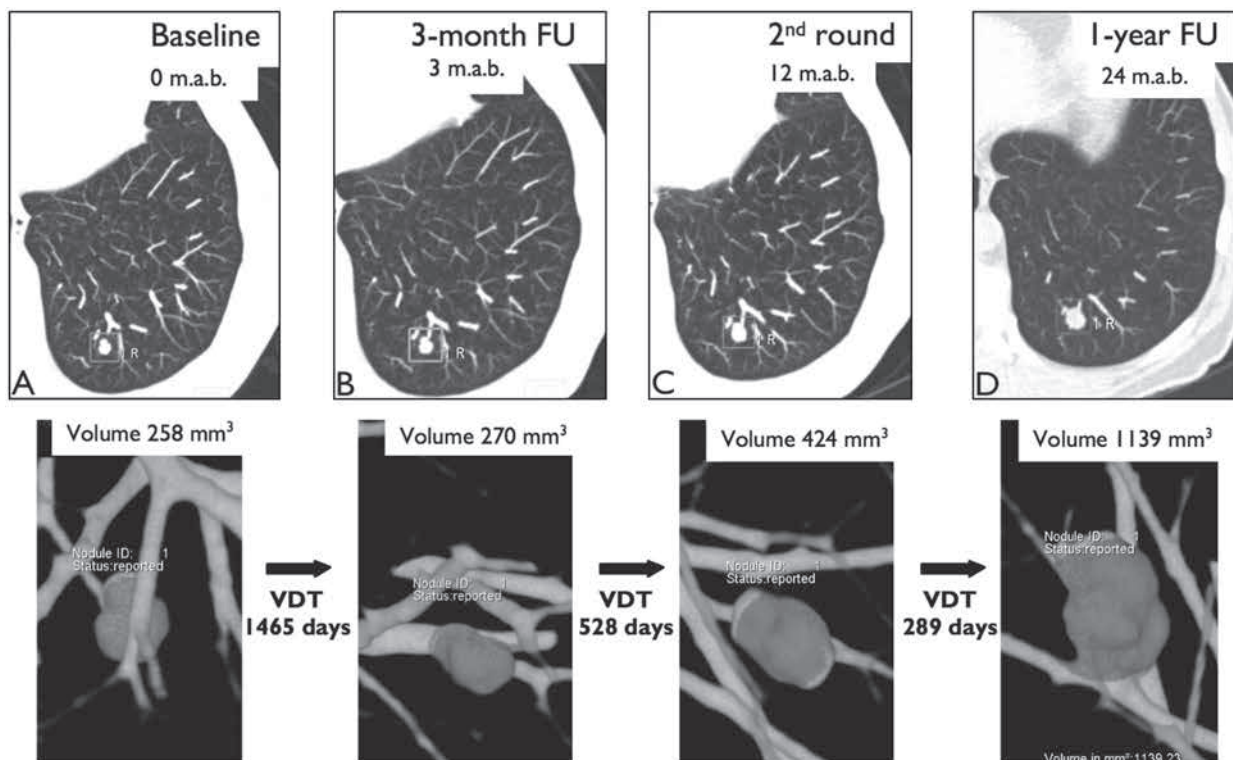 Baseline
0 m.a.b.
3-month FU
3 m.a.b.
2nd round
12 m.a.b.
1-year FU
24 m.a.b.
R
R
R
1 R
A
B
C
D
Volume 258 mm3
Volume 270 mm3
Volume 424 mm3
Volume 1139 mm3
Nodule ID: 1
Status:reported
Nodule ID: 1
Status:reported
Nodule ID: 1
Status:reported
Nodule ID: 1
Status:reported
VDT
1465 days
VDT
528 days
VDT
289 days
Volume in mm³:1139.23